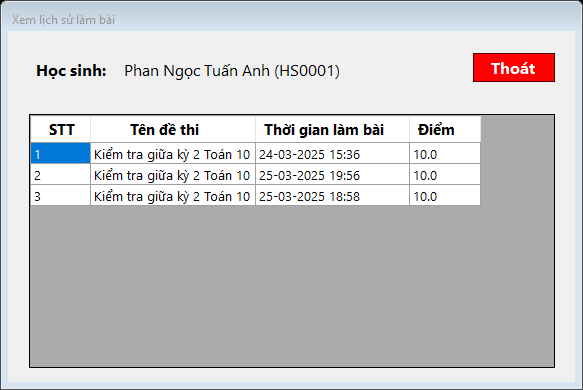 Xem lịch sử làm bài
Học sinh: Phan Ngọc Tuấn Anh (HS0001) Thoát
STT Tên đề thi Thời gian làm bài Điểm
1 Kiểm tra giữa kỳ 2 Toán 10 24-03-2025 15:36 10.0
2 Kiểm tra giữa kỳ 2 Toán 10 25-03-2025 19:56 10.0
3 Kiểm tra giữa kỳ 2 Toán 10 25-03-2025 18:58 10.0